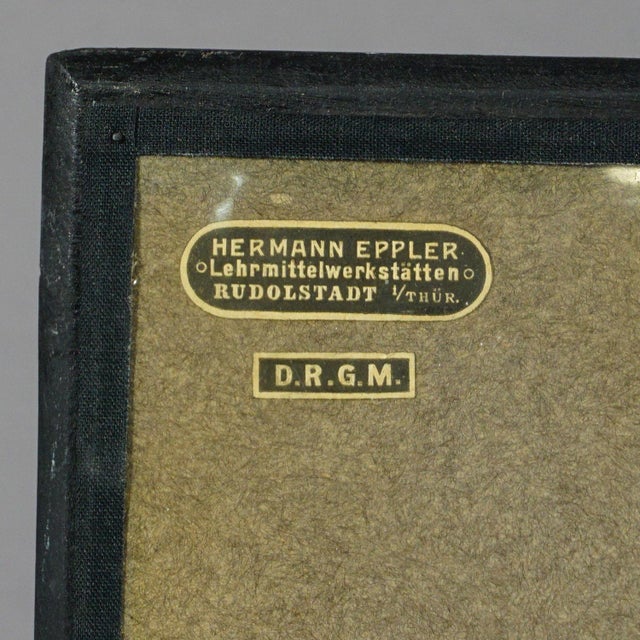 HERMANN EPPLER
Lehrmittelwerkstätten
RUDOLSTADT i/THÜR.
D.R.G.M.